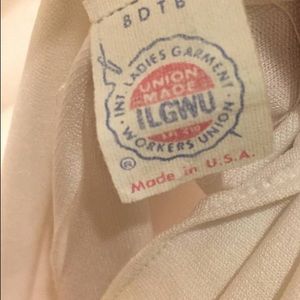 8DTB
INT. LADIES GARMENT
WORKERS UNION
UNION
MADE
ILGWU
®
Made in U.S.A.